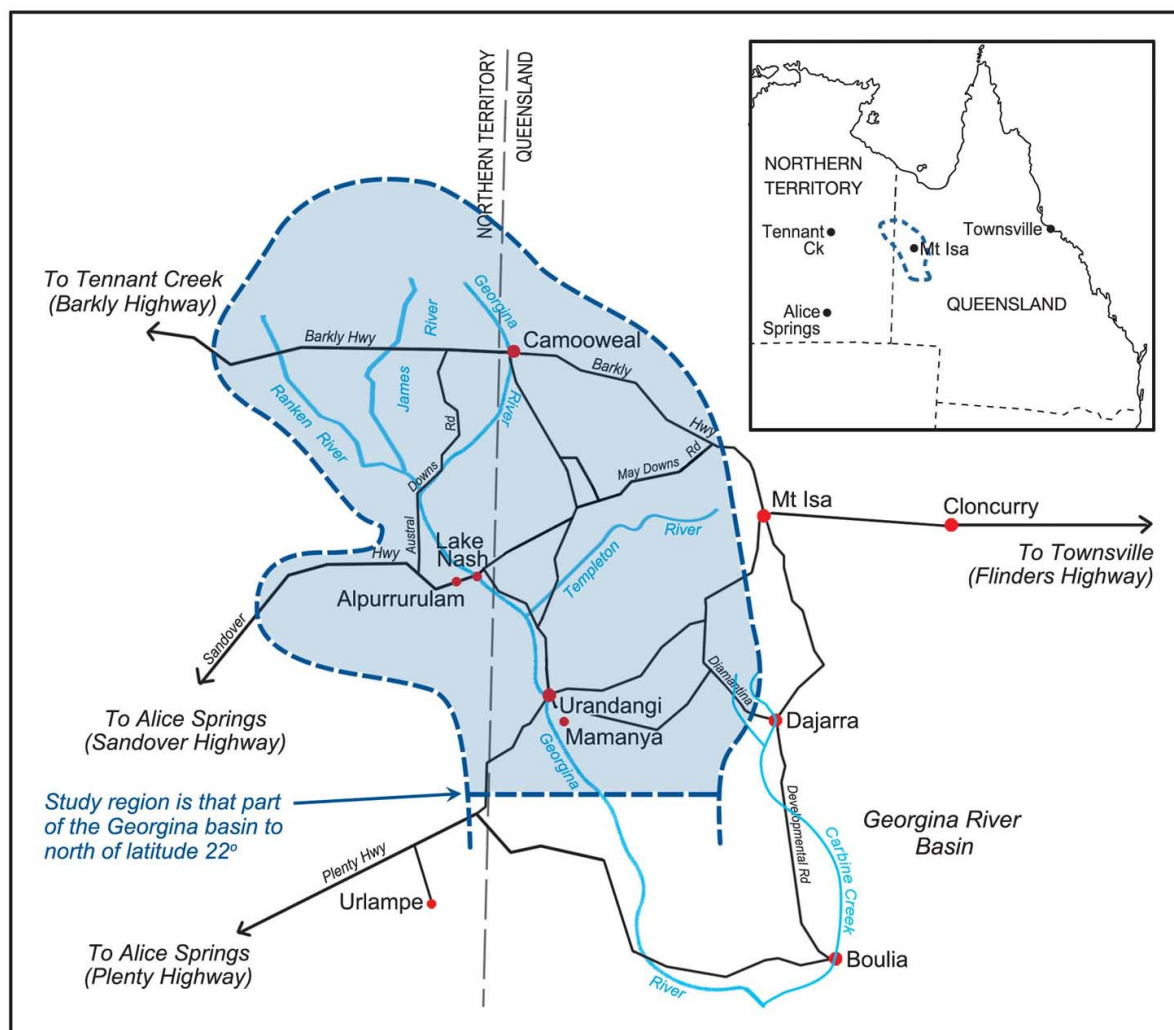 NORTHERN TERRITORY
QUEENSLAND
NORTHERN
TERRITORY
Tennant
Ck
Mt Isa
Townsville
QUEENSLAND
Alice
Springs
To Tennant Creek
(Barkly Highway)
Georgina
River
Camooweal
Barkly Hwy
Barkly
Hwy
James
River
Ranken
River
Rd
Downs
Austral
May Downs
Rd
Mt Isa
Cloncurry
To Townsville
(Flinders Highway)
Lake
Nash
Hwy
Alpurrurulam
Templeton
River
Sandover
To Alice Springs
(Sandover Highway)
Urandangi
Mamanya
Diamantina
Dajarra
Georgina
Study region is that part
of the Georgina basin to
north of latitude 22º
Developmental Rd
Georgina River
Basin
Carbine Creek
Plenty Hwy
Urlampe
To Alice Springs
(Plenty Highway)
Boulia
River